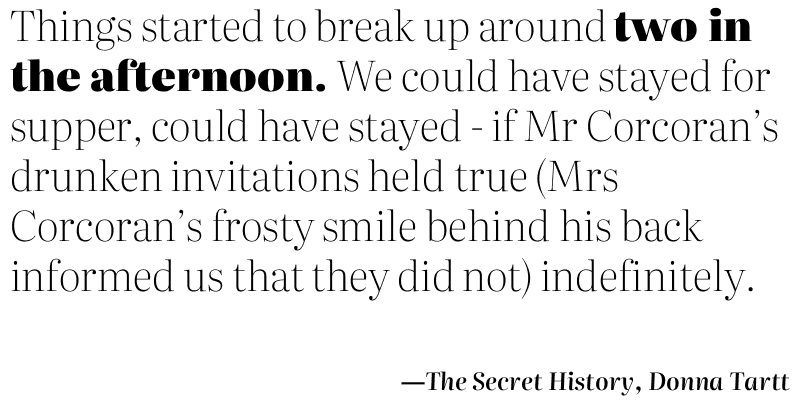 Things started to break up around two in
the afternoon. We could have stayed for
supper, could have stayed - if Mr Corcoran’s
drunken invitations held true (Mrs
Corcoran’s frosty smile behind his back
informed us that they did not) indefinitely.
—The Secret History, Donna Tartt